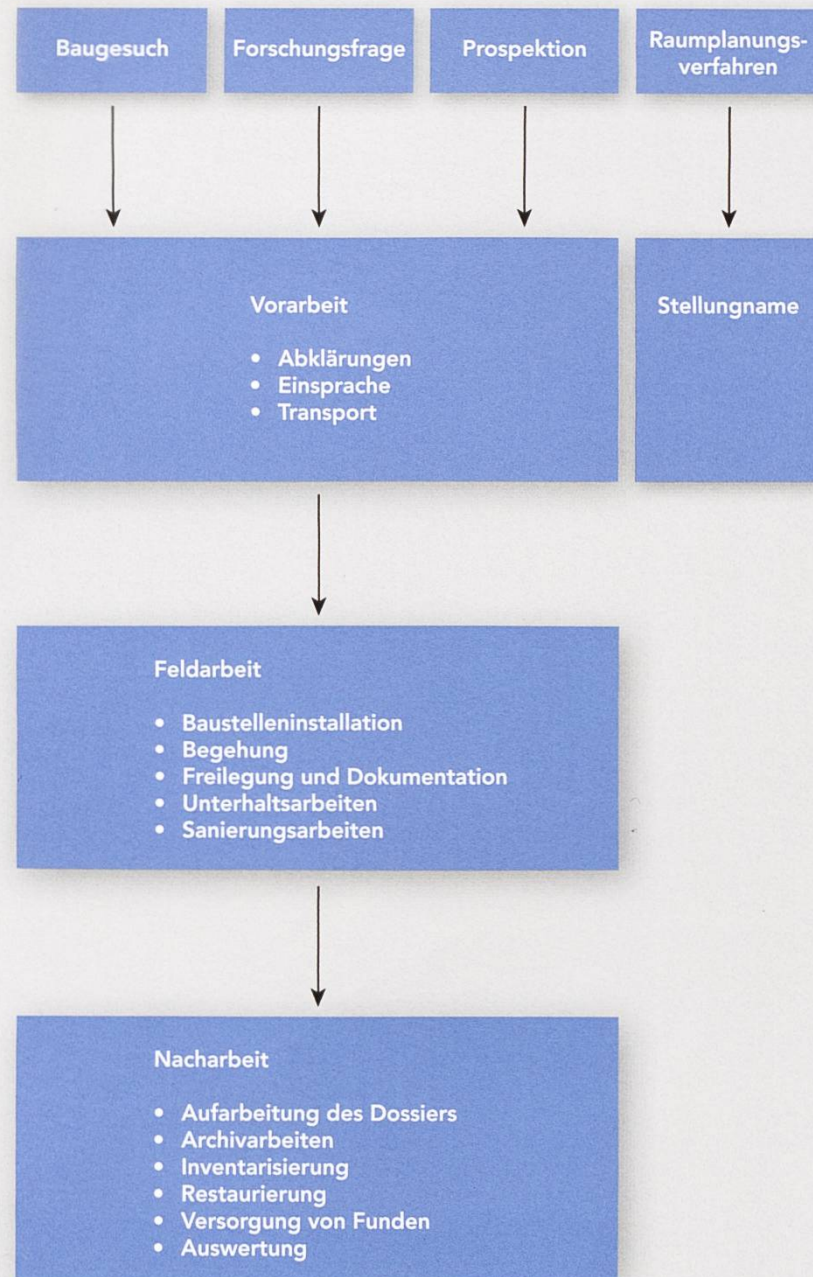 Baugesuch
Forschungsfrage
Prospektion
Raumplanungs-
verfahren
Vorarbeit
• Abklärungen
• Einsprache
• Transport
Stellungname
Feldarbeit
• Baustelleninstallation
• Begehung
• Freilegung und Dokumentation
• Unterhaltsarbeiten
• Sanierungsarbeiten
Nacharbeit
• Aufarbeitung des Dossiers
• Archivarbeiten
• Inventarisierung
• Restaurierung
• Versorgung von Funden
• Auswertung